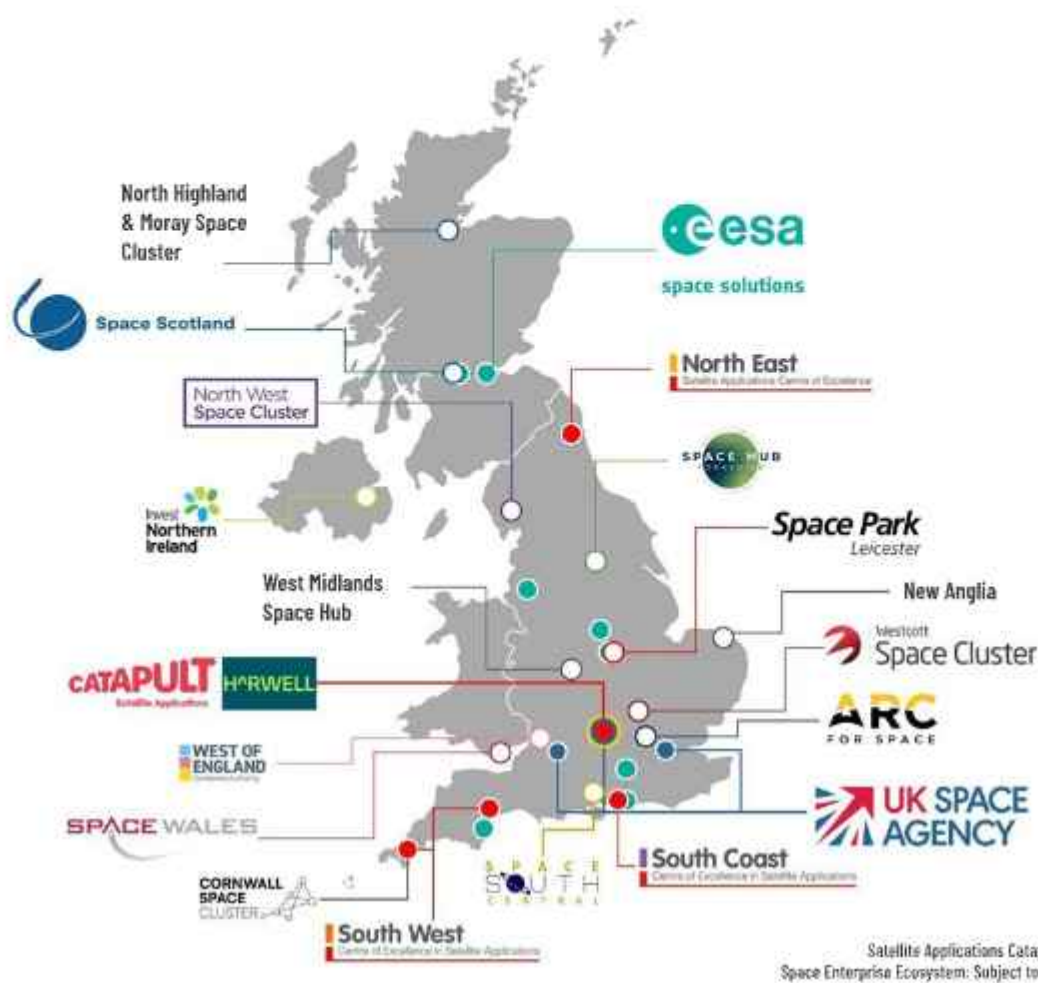 North Highland
& Moray Space
Cluster
esa
space solutions
Space Scotland
North East
Satellite Applications Centre of Excellence
North West
Space Cluster
SPACE HUB
Invest
Northern
Ireland
Space Park
Leicester
West Midlands
Space Hub
New Anglia
Westcott
Space Cluster
CATAPULT
Satellite Applications
HARWELL
ARC
FOR SPACE
WEST OF
ENGLAND
UK SPACE
AGENCY
SPACE WALES
South Coast
Centre of Excellence in Satellite Applications
SPACE
SOUTH
CENTRAL
CORNWALL
SPACE
CLUSTER
South West
Centre of Excellence in Satellite Applications
Satellite Applications Cata
Space Enterprise Ecosystem: Subject to